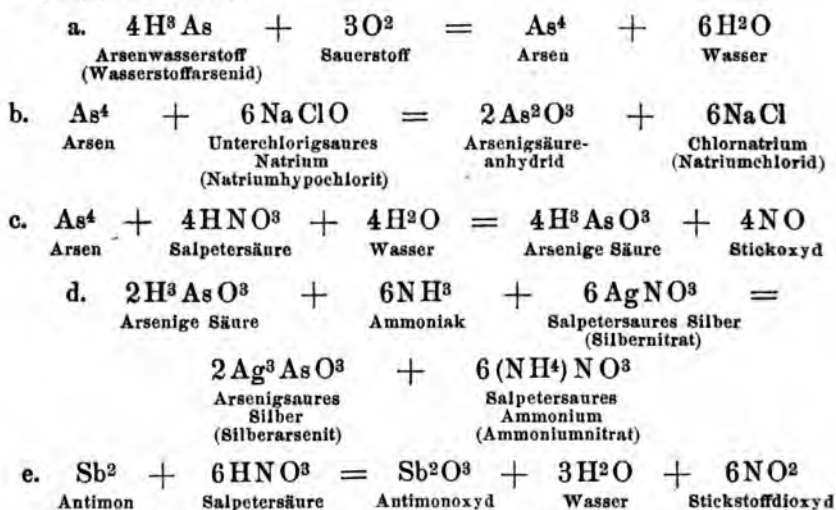 a. 4H³As + 3O² = As⁴ + 6H²O
Arsenwasserstoff Sauerstoff Arsen Wasser
(Wasserstoffarsenid)
b. As⁴ + 6NaClO = 2As²O³ + 6NaCl
Arsen Unterchlorigsaures Arsenigsäure- Chlornatrium
Natrium anhydrid (Natriumchlorid)
(Natriumhypochlorit)
c. As⁴ + 4HNO³ + 4H²O = 4H³AsO³ + 4NO
Arsen Salpetersäure Wasser Arsenige Säure Stickoxyd
d. 2H³AsO³ + 6NH³ + 6AgNO³ =
Arsenige Säure Ammoniak Salpetersaures Silber
(Silbernitrat)
2Ag³AsO³ + 6(NH⁴)NO³
Arsenigsaures Salpetersaures
Silber Ammonium
(Silberarsenit) (Ammoniumnitrat)
e. Sb² + 6HNO³ = Sb²O³ + 3H²O + 6NO²
Antimon Salpetersäure Antimonoxyd Wasser Stickstoffdioxyd